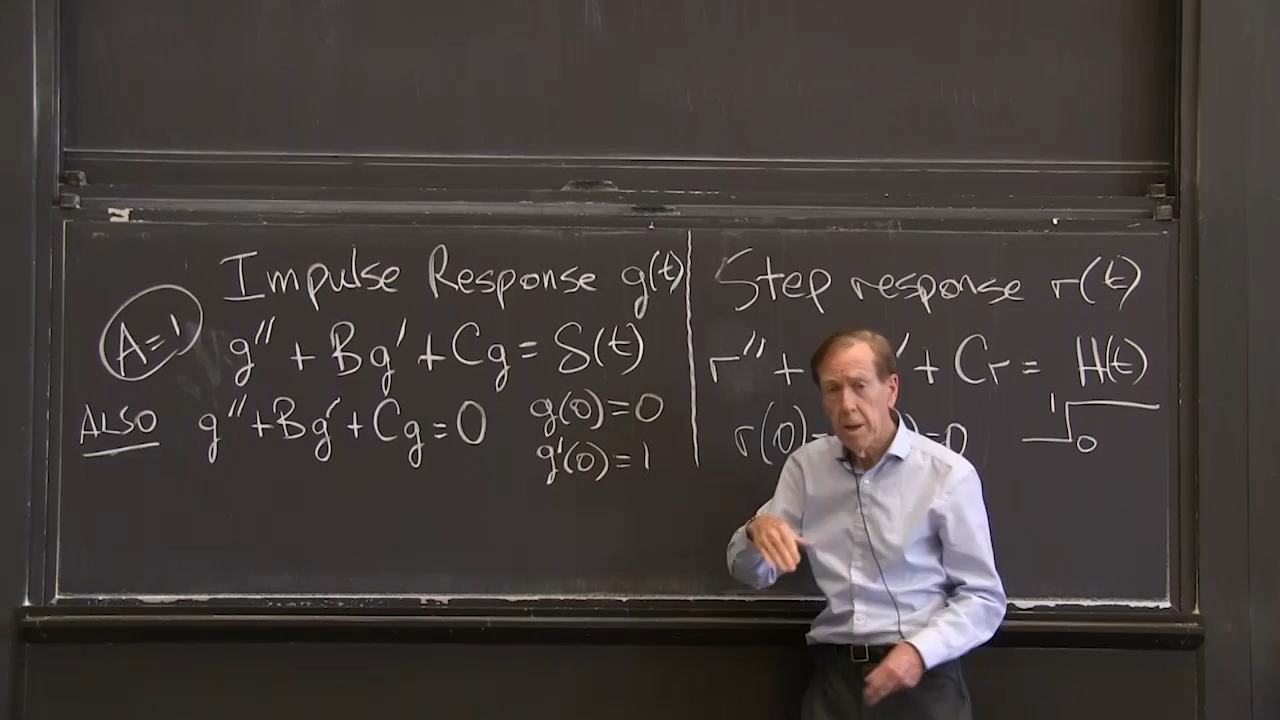 Impulse Response g(t)
A=1
g'' + Bg' + Cg = δ(t)
ALSO g'' + Bg' + Cg = 0
g(0) = 0
g'(0) = 1
Step response r(t)
r'' + ' + Cr = H(t)
r(0) = )=0
1
0